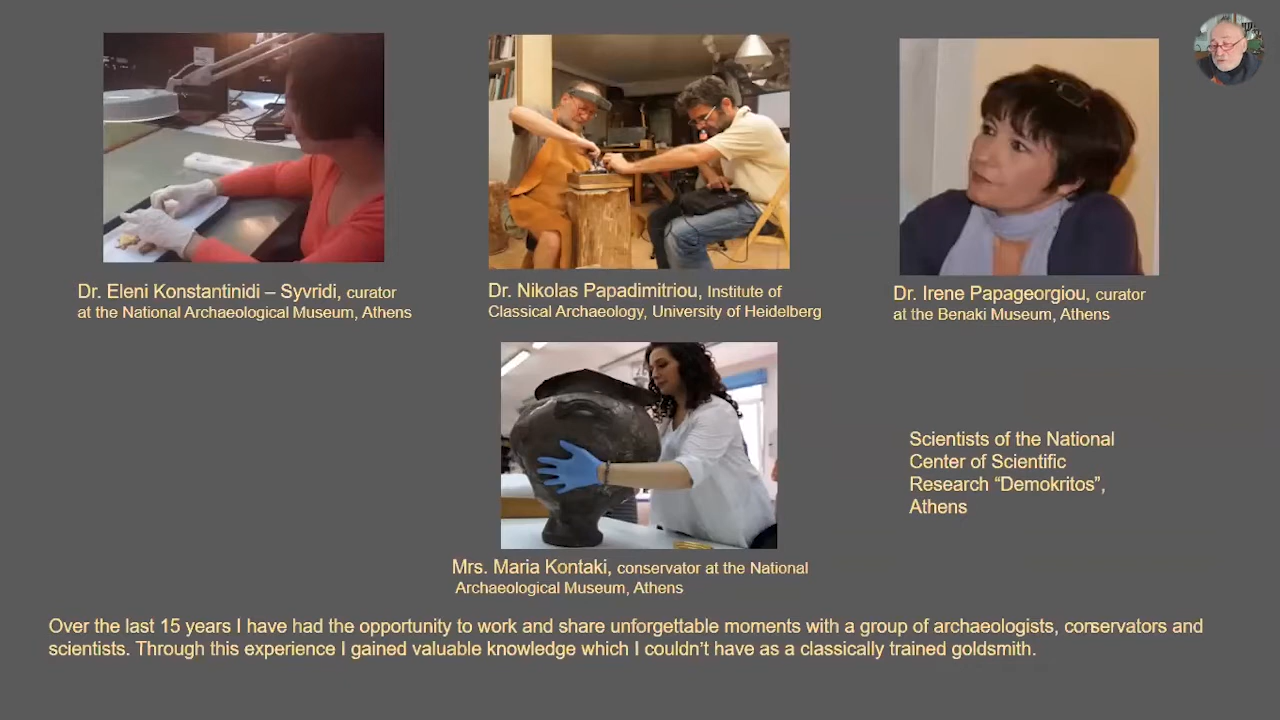 Dr. Eleni Konstantinidi – Syvridi, curator
at the National Archaeological Museum, Athens
Dr. Nikolas Papadimitriou, Institute of
Classical Archaeology, University of Heidelberg
Dr. Irene Papageorgiou, curator
at the Benaki Museum, Athens
Mrs. Maria Kontaki, conservator at the National
Archaeological Museum, Athens
Scientists of the National
Center of Scientific
Research “Demokritos”,
Athens
Over the last 15 years I have had the opportunity to work and share unforgettable moments with a group of archaeologists, conservators and
scientists. Through this experience I gained valuable knowledge which I couldn’t have as a classically trained goldsmith.